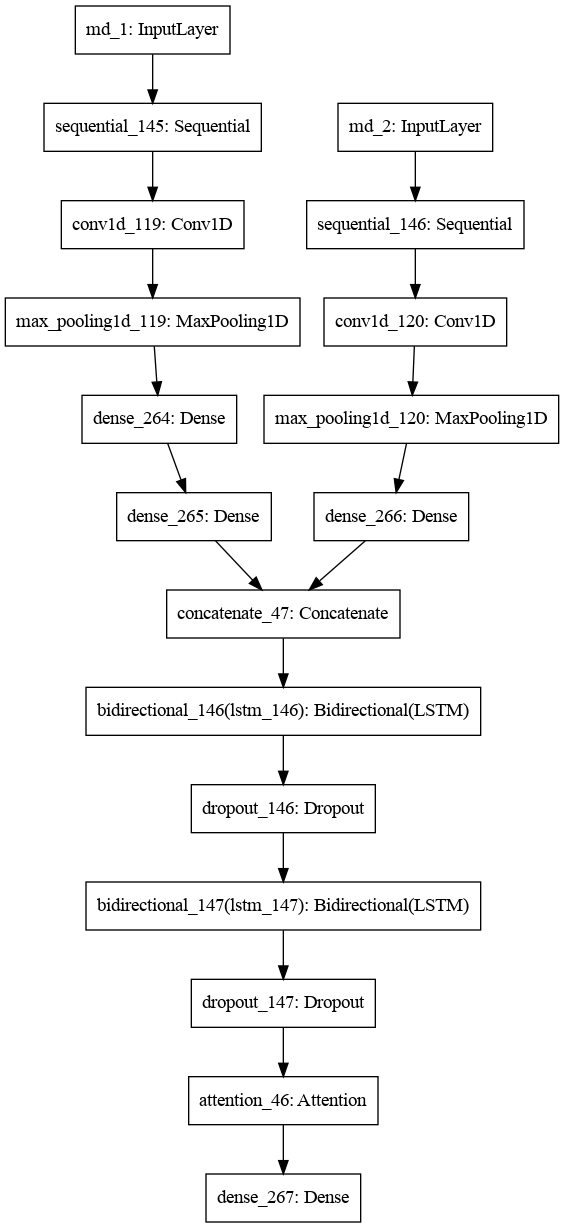 md_1: InputLayer
sequential_145: Sequential
md_2: InputLayer
conv1d_119: Conv1D
sequential_146: Sequential
max_pooling1d_119: MaxPooling1D
conv1d_120: Conv1D
dense_264: Dense
max_pooling1d_120: MaxPooling1D
dense_265: Dense
dense_266: Dense
concatenate_47: Concatenate
bidirectional_146(lstm_146): Bidirectional(LSTM)
dropout_146: Dropout
bidirectional_147(lstm_147): Bidirectional(LSTM)
dropout_147: Dropout
attention_46: Attention
dense_267: Dense